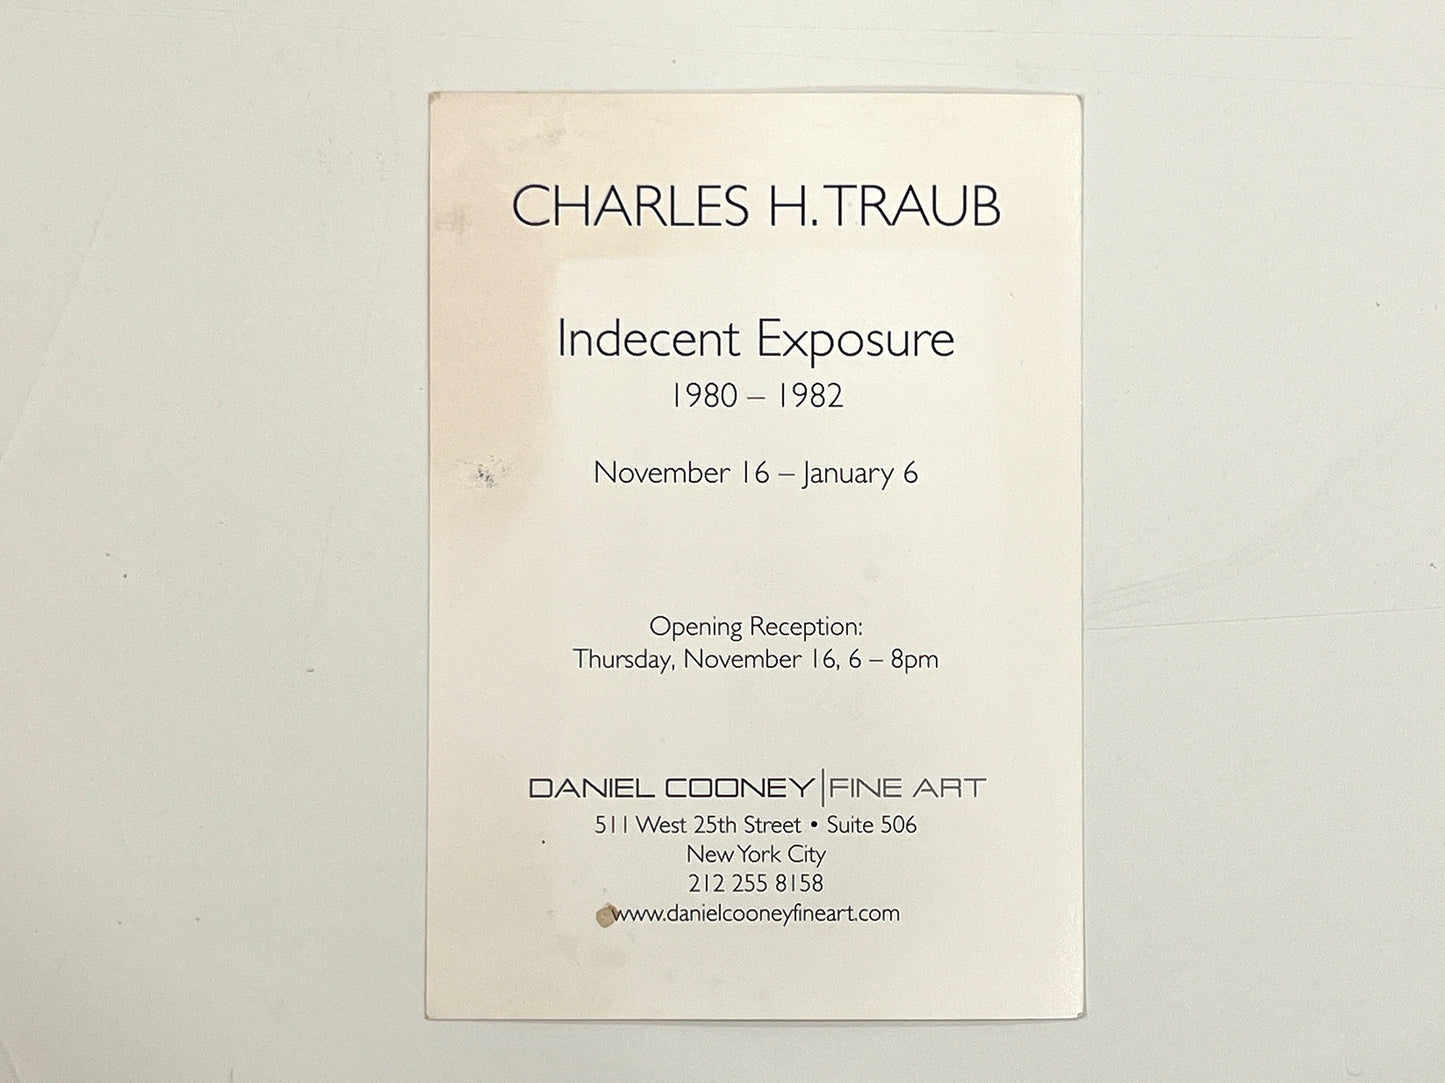 CHARLES H. TRAUB
Indecent Exposure
1980 – 1982
November 16 – January 6
Opening Reception:
Thursday, November 16, 6 – 8pm
DANIEL COONEY|FINE ART
511 West 25th Street • Suite 506
New York City
212 255 8158
www.danielcooneyfineart.com